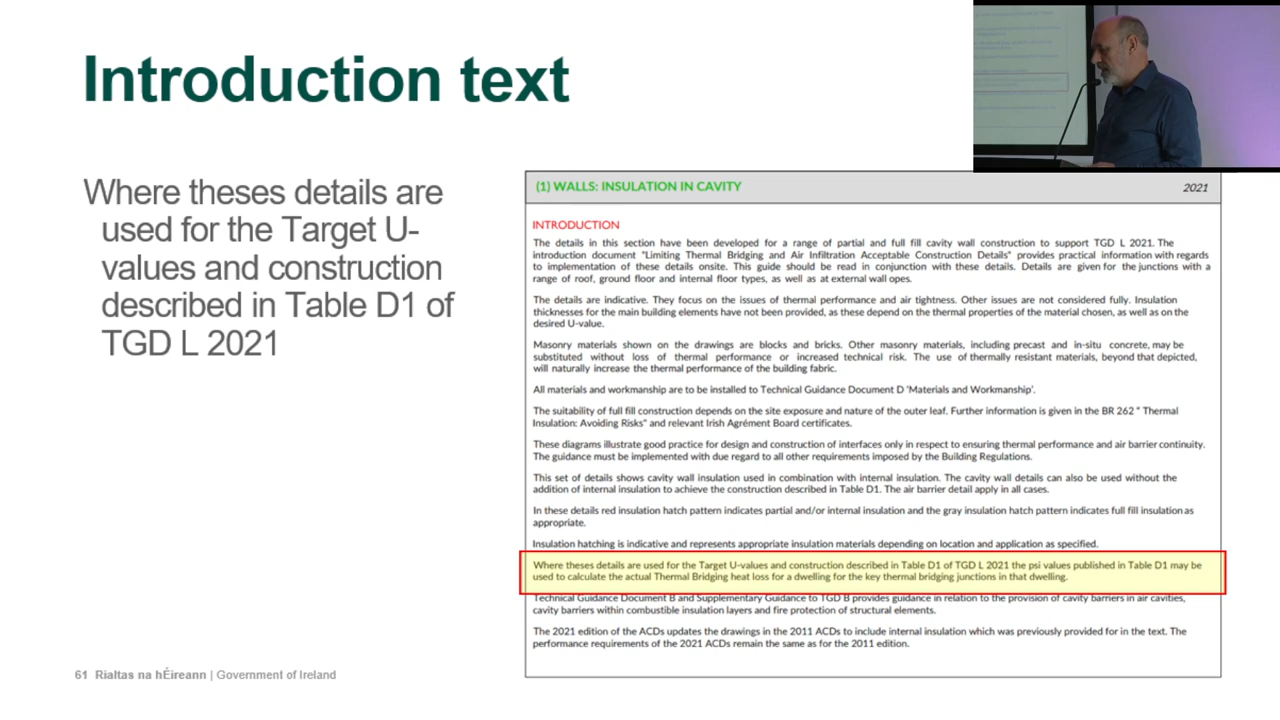 Introduction text
Where theses details are
used for the Target U-
values and construction
described in Table D1 of
TGD L 2021
(1) WALLS: INSULATION IN CAVITY
2021
INTRODUCTION
The details in this section have been developed for a range of partial and full fill cavity wall construction to support TGD L 2021. The
introduction document "Limiting Thermal Bridging and Air Infiltration Acceptable Construction Details" provides practical information with regards
to implementation of these details onsite. This guide should be read in conjunction with these details. Details are given for the junctions with a
range of roof, ground floor and internal floor types, as well as at external wall opes.
The details are indicative. They focus on the issues of thermal performance and air tightness. Other issues are not considered fully. Insulation
thicknesses for the main building elements have not been provided, as these depend on the thermal properties of the material chosen, as well as on the
desired U-value.
Masonry materials shown on the drawings are blocks and bricks. Other masonry materials, including precast and in-situ concrete, may be
substituted without loss of thermal performance or increased technical risk. The use of thermally resistant materials, beyond that depicted,
will naturally increase the thermal performance of the building fabric.
All materials and workmanship are to be installed to Technical Guidance Document D 'Materials and Workmanship'.
The suitability of full fill construction depends on the site exposure and nature of the outer leaf. Further information is given in the BR 262 " Thermal
Insulation: Avoiding Risks" and relevant Irish Agrément Board certificates.
These diagrams illustrate good practice for design and construction of interfaces only in respect to ensuring thermal performance and air barrier continuity.
The guidance must be implemented with due regard to all other requirements imposed by the Building Regulations.
This set of details shows cavity wall insulation used in combination with internal insulation. The cavity wall details can also be used without the
addition of internal insulation to achieve the construction described in Table D1. The air barrier detail apply in all cases.
In these details red insulation hatch pattern indicates partial and/or internal insulation and the gray insulation hatch pattern indicates full fill insulation as
appropriate.
Insulation hatching is indicative and represents appropriate insulation materials depending on location and application as specified.
Where theses details are used for the Target U-values and construction described in Table D1 of TGD L 2021 the psi values published in Table D1 may be
used to calculate the actual Thermal Bridging heat loss for a dwelling for the key thermal bridging junctions in that dwelling.
Technical Guidance Document B and Supplementary Guidance to TGD B provides guidance in relation to the provision of cavity barriers in air cavities,
cavity barriers within combustible insulation layers and fire protection of structural elements.
The 2021 edition of the ACDs updates the drawings in the 2011 ACDs to include internal insulation which was previously provided for in the text. The
performance requirements of the 2021 ACDs remain the same as for the 2011 edition.
61 Rialtas na hÉireann | Government of Ireland